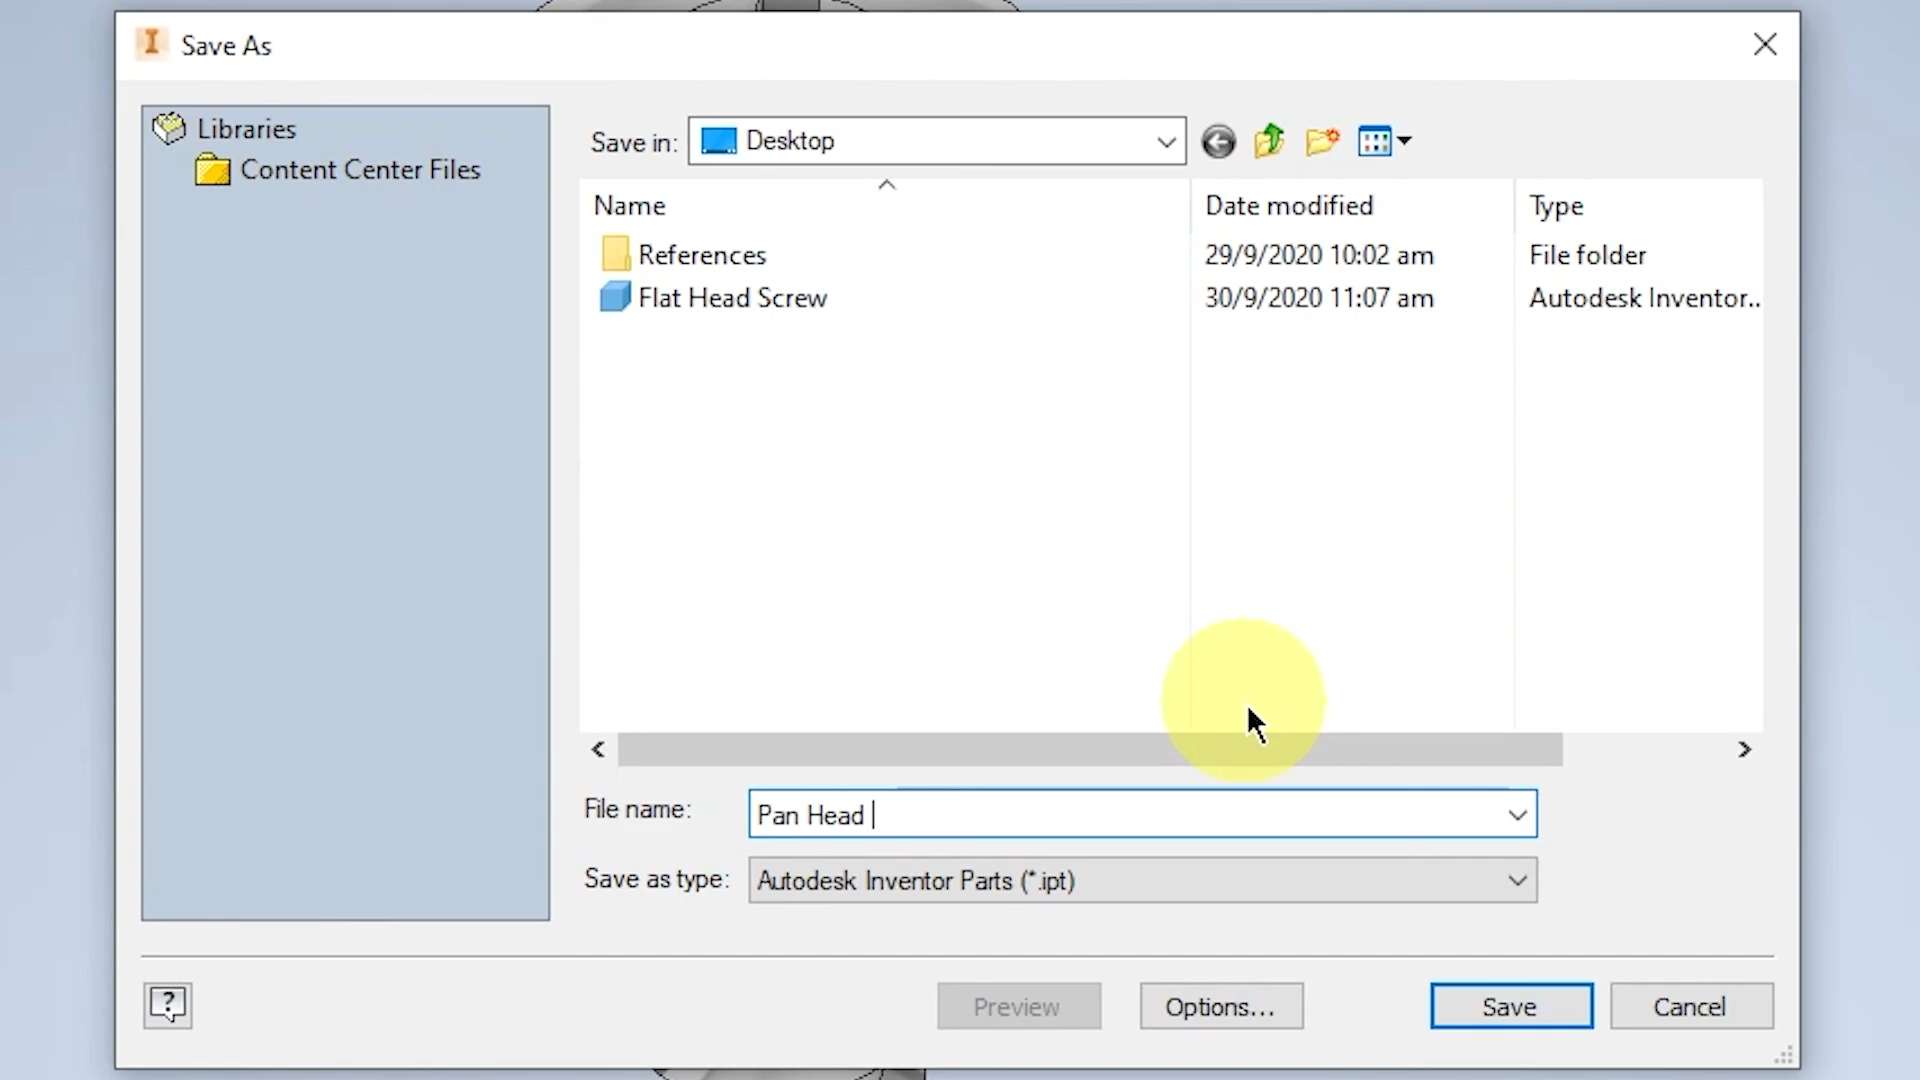 Save As
Libraries
Content Center Files
Save in: Desktop
Name Date modified Type
References 29/9/2020 10:02 am File folder
Flat Head Screw 30/9/2020 11:07 am Autodesk Inventor..
File name: Pan Head
Save as type: Autodesk Inventor Parts (*.ipt)
Preview Options... Save Cancel